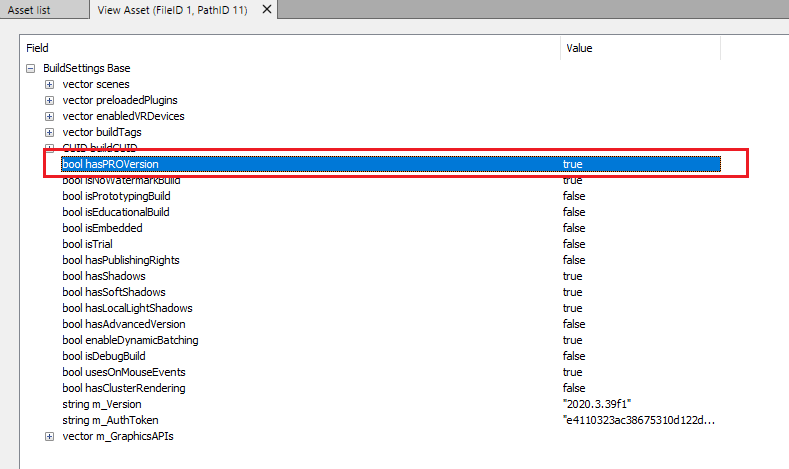 Asset list View Asset (FileID 1, PathID 11)
Field Value
BuildSettings Base
vector scenes
vector preloadedPlugins
vector enabledVRDevices
vector buildTags
GUID buildGUID
bool hasPROVersion true
bool isNoWatermarkBuild true
bool isPrototypingBuild false
bool isEducationalBuild false
bool isEmbedded false
bool isTrial false
bool hasPublishingRights false
bool hasShadows true
bool hasSoftShadows true
bool hasLocalLightShadows true
bool hasAdvancedVersion false
bool enableDynamicBatching true
bool isDebugBuild false
bool usesOnMouseEvents true
bool hasClusterRendering false
string m_Version "2020.3.39f1"
string m_AuthToken "e4110323ac38675310d122d...
vector m_GraphicsAPIs